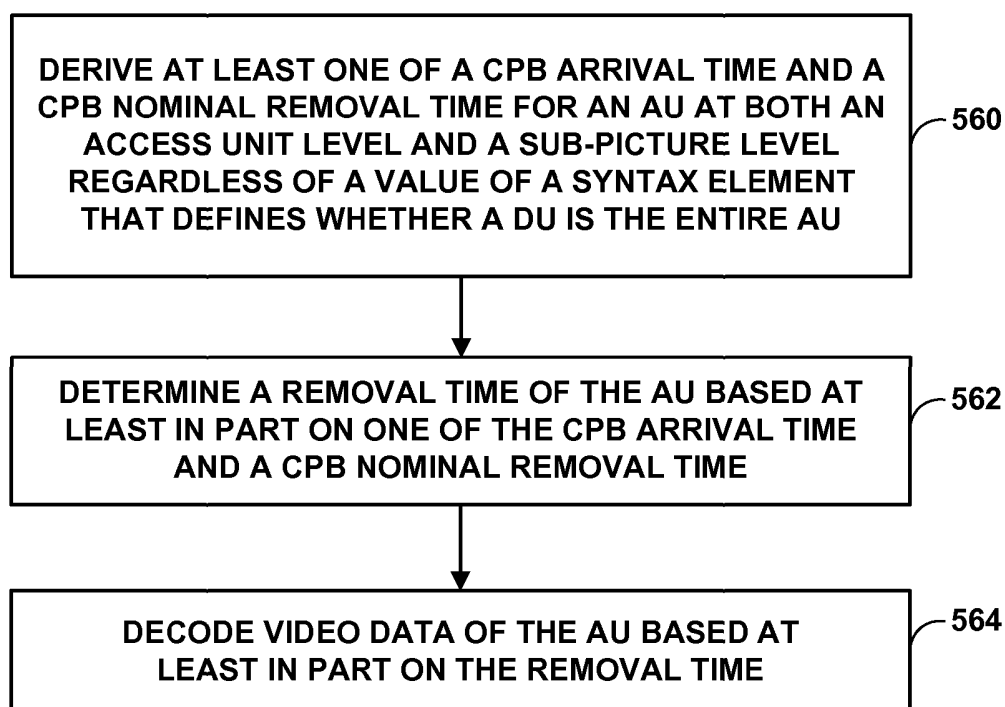 DERIVE AT LEAST ONE OF A CPB ARRIVAL TIME AND A
CPB NOMINAL REMOVAL TIME FOR AN AU AT BOTH AN
ACCESS UNIT LEVEL AND A SUB-PICTURE LEVEL
REGARDLESS OF A VALUE OF A SYNTAX ELEMENT
THAT DEFINES WHETHER A DU IS THE ENTIRE AU
560
DETERMINE A REMOVAL TIME OF THE AU BASED AT
LEAST IN PART ON ONE OF THE CPB ARRIVAL TIME
AND A CPB NOMINAL REMOVAL TIME
562
DECODE VIDEO DATA OF THE AU BASED AT
LEAST IN PART ON THE REMOVAL TIME
564